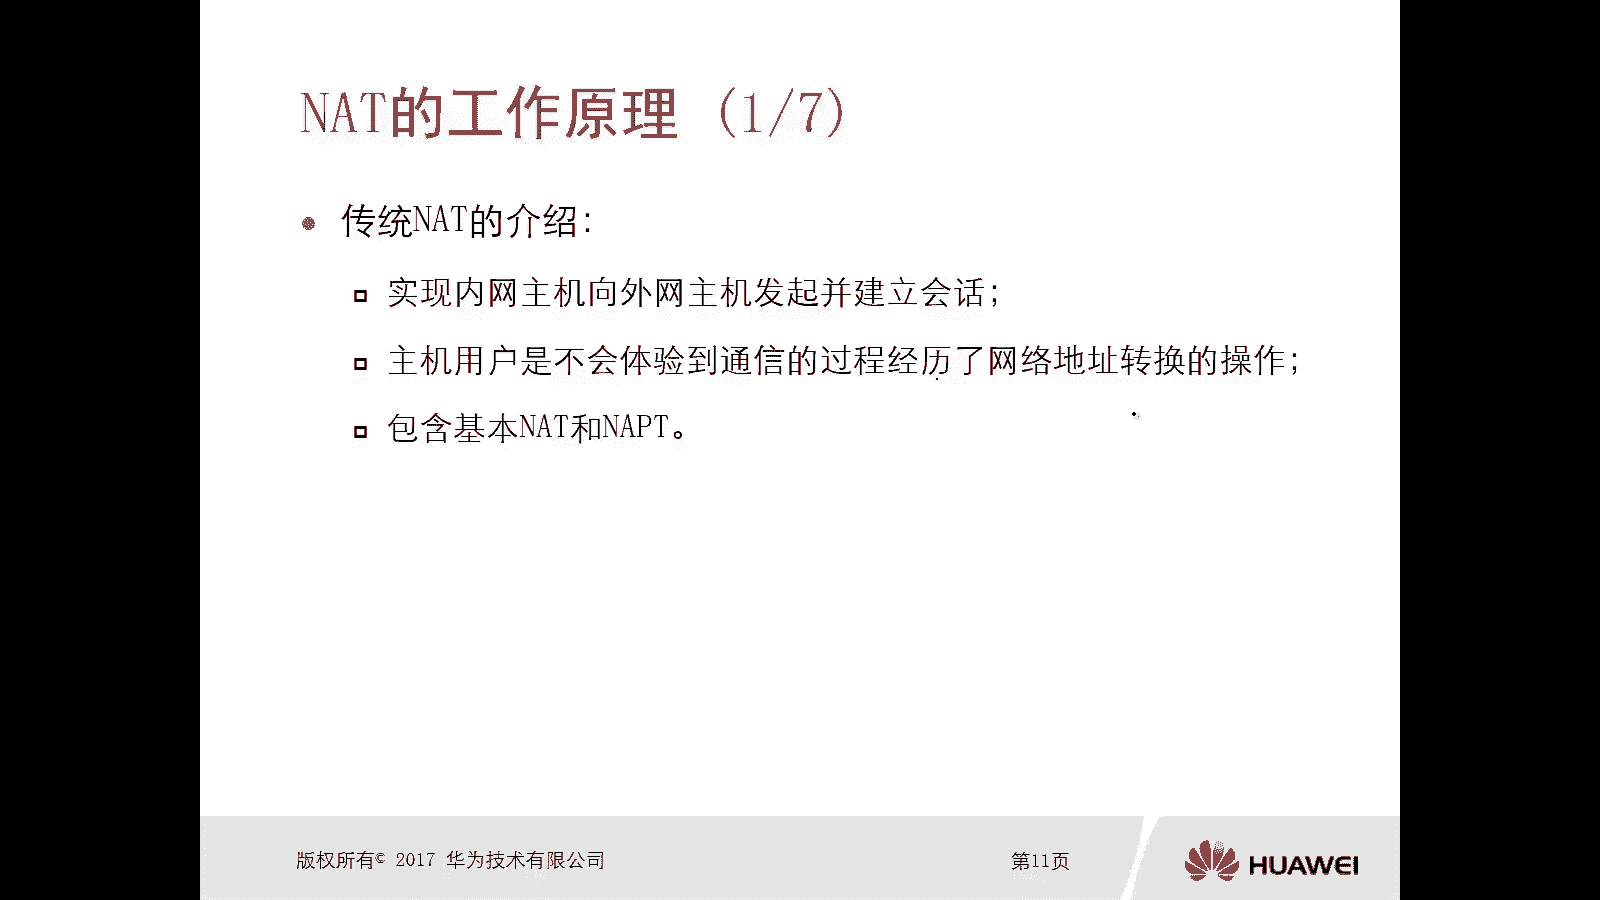 NAT的工作原理 (1/7)
传统NAT的介绍:
实现内网主机向外网主机发起并建立会话;
主机用户是不会体验到通信的过程经历了网络地址转换的操作;
包含基本NAT和NAPT。
版权所有© 2017 华为技术有限公司
第11页
HUAWEI